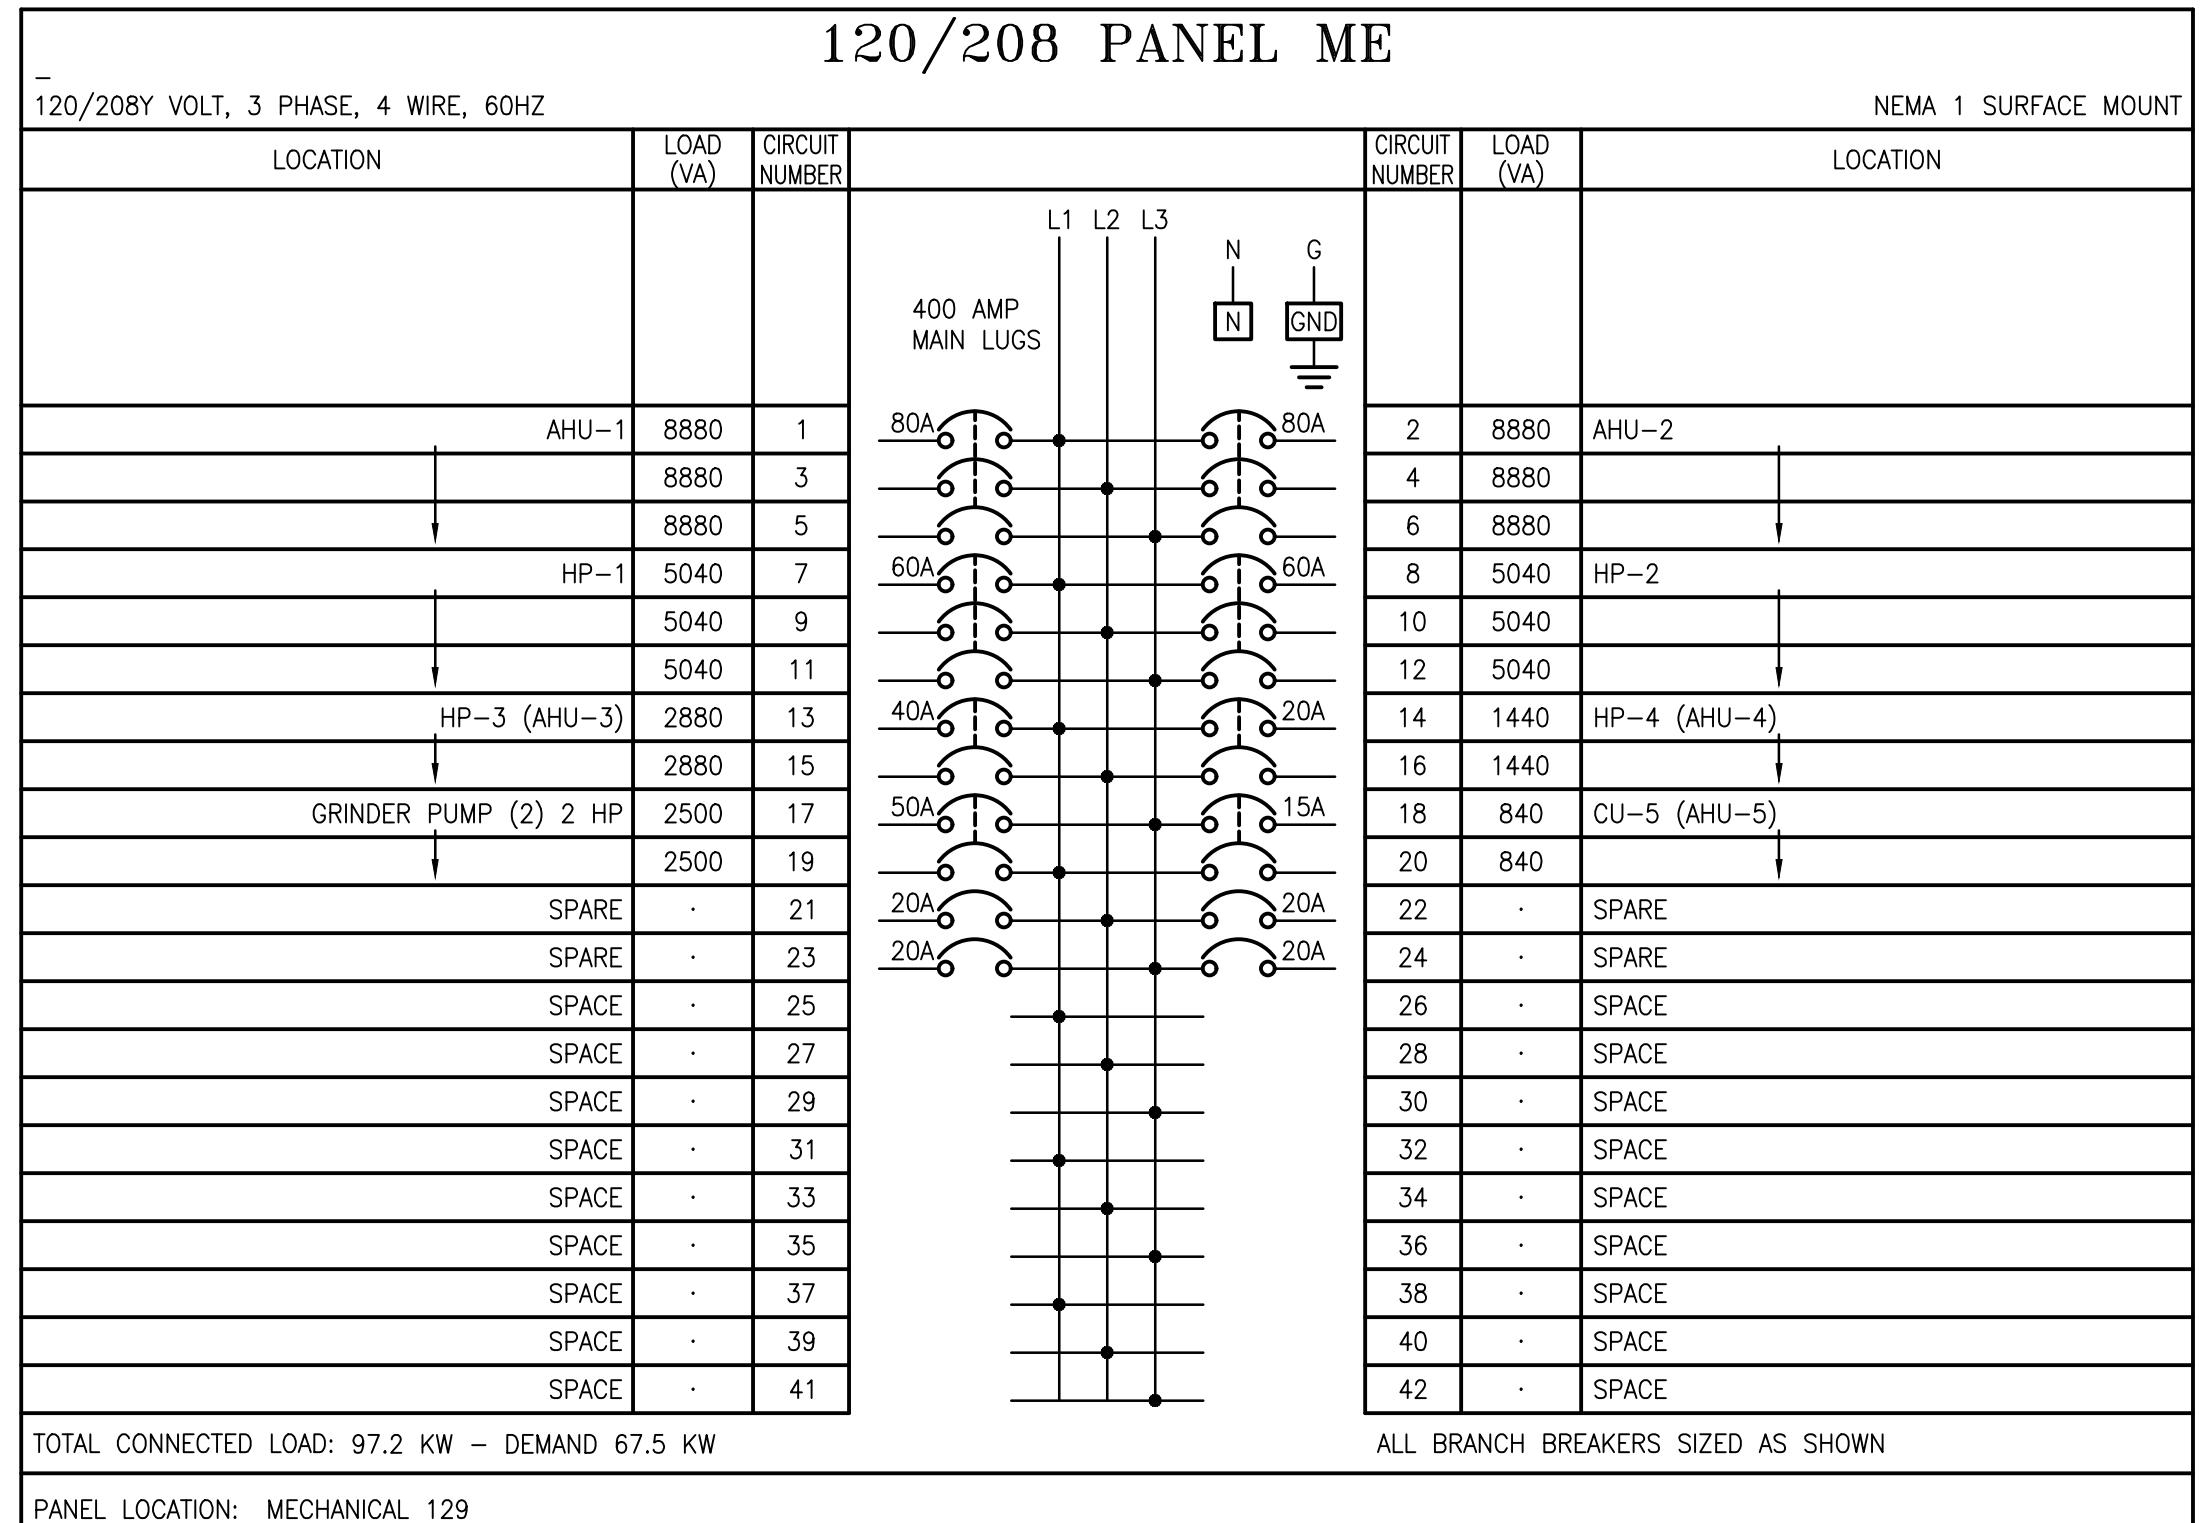 120/208 PANEL ME
–
120/208Y VOLT, 3 PHASE, 4 WIRE, 60HZ NEMA 1 SURFACE MOUNT
LOCATION LOAD (VA) CIRCUIT NUMBER CIRCUIT NUMBER LOAD (VA) LOCATION
L1 L2 L3
N G
400 AMP
MAIN LUGS
N GND
AHU-1 8880 1 80A 80A 2 8880 AHU-2
8880 3 4 8880
8880 5 6 8880
HP-1 5040 7 60A 60A 8 5040 HP-2
5040 9 10 5040
5040 11 12 5040
HP-3 (AHU-3) 2880 13 40A 20A 14 1440 HP-4 (AHU-4)
2880 15 16 1440
GRINDER PUMP (2) 2 HP 2500 17 50A 15A 18 840 CU-5 (AHU-5)
2500 19 20 840
SPARE · 21 20A 20A 22 · SPARE
SPARE · 23 20A 20A 24 · SPARE
SPACE · 25 26 · SPACE
SPACE · 27 28 · SPACE
SPACE · 29 30 · SPACE
SPACE · 31 32 · SPACE
SPACE · 33 34 · SPACE
SPACE · 35 36 · SPACE
SPACE · 37 38 · SPACE
SPACE · 39 40 · SPACE
SPACE · 41 42 · SPACE
TOTAL CONNECTED LOAD: 97.2 KW – DEMAND 67.5 KW ALL BRANCH BREAKERS SIZED AS SHOWN
PANEL LOCATION: MECHANICAL 129